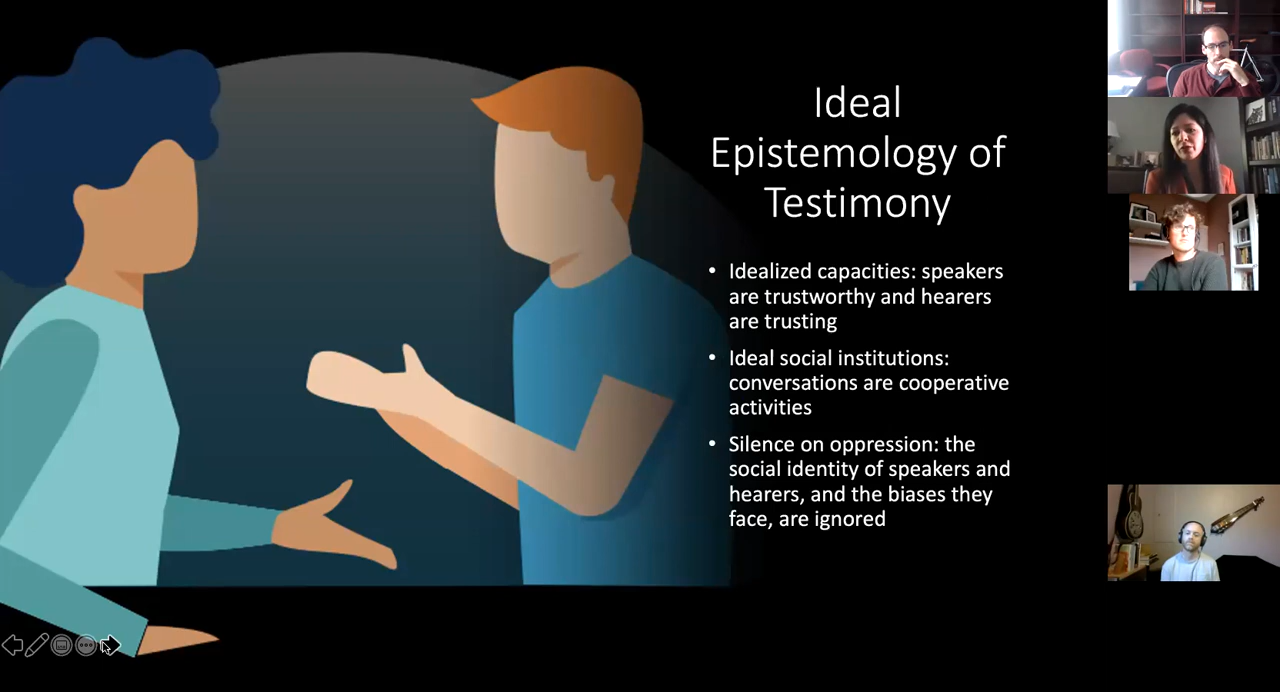 Ideal
Epistemology of
Testimony
• Idealized capacities: speakers
are trustworthy and hearers
are trusting
• Ideal social institutions:
conversations are cooperative
activities
• Silence on oppression: the
social identity of speakers and
hearers, and the biases they
face, are ignored